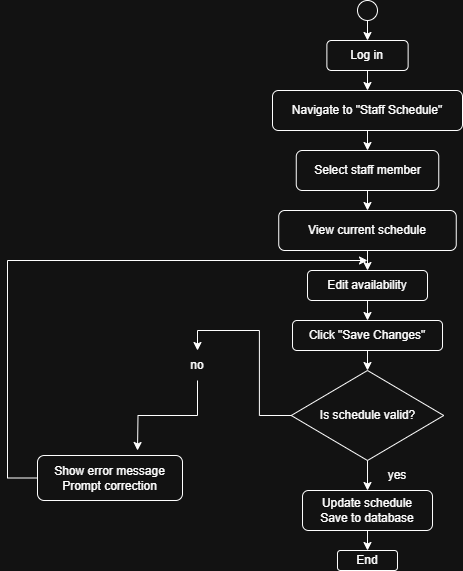 Log in
Navigate to "Staff Schedule"
Select staff member
View current schedule
Edit availability
Click "Save Changes"
no
Is schedule valid?
Show error message
Prompt correction
yes
Update schedule
Save to database
End